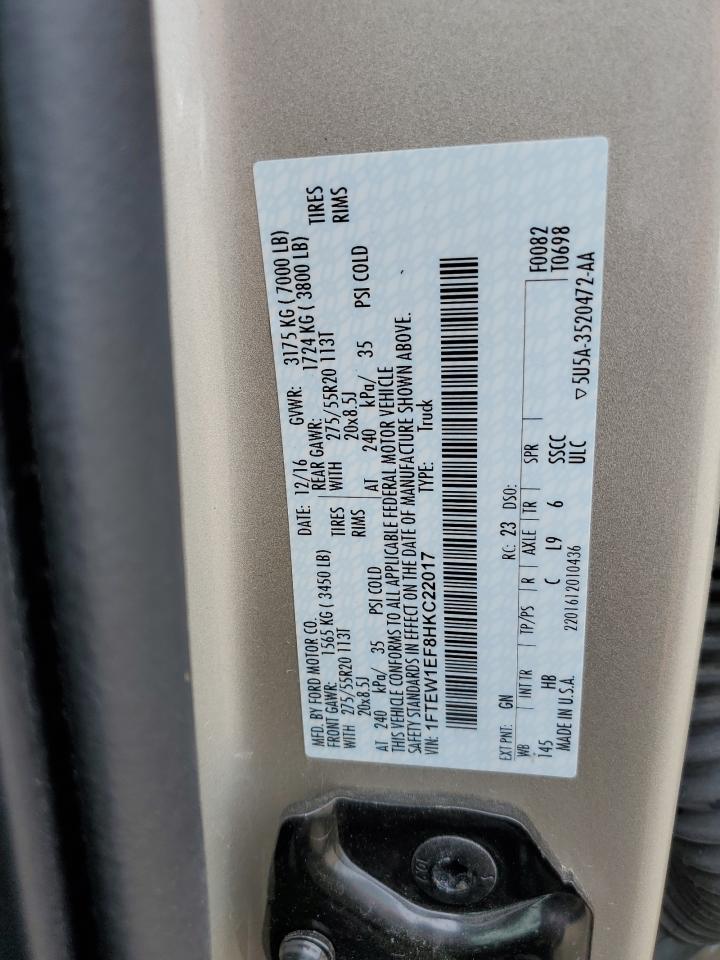 MFD. BY FORD MOTOR CO.
DATE: 12/16 GVWR: 3175 KG ( 7000 LB)
FRONT GAWR: 1565 KG ( 3450 LB) REAR GAWR: 1724 KG ( 3800 LB)
WITH 275/55R20 113T TIRES WITH 275/55R20 113T TIRES
20x8.5J RIMS 20x8.5J RIMS
AT 240 kPa/ 35 PSI COLD AT 240 kPa/ 35 PSI COLD
THIS VEHICLE CONFORMS TO ALL APPLICABLE FEDERAL MOTOR VEHICLE
SAFETY STANDARDS IN EFFECT ON THE DATE OF MANUFACTURE SHOWN ABOVE.
VIN: 1FTEW1EF8HKC22017 TYPE: Truck
EXT PNT: GN RC: 23 DSO: F0082
WB INT TR TP/PS R AXLE TR SPR T0698
145 HB C L9 6 SSCC
MADE IN U.S.A. 2201612010436 ULC ▽5U5A-3520472-AA